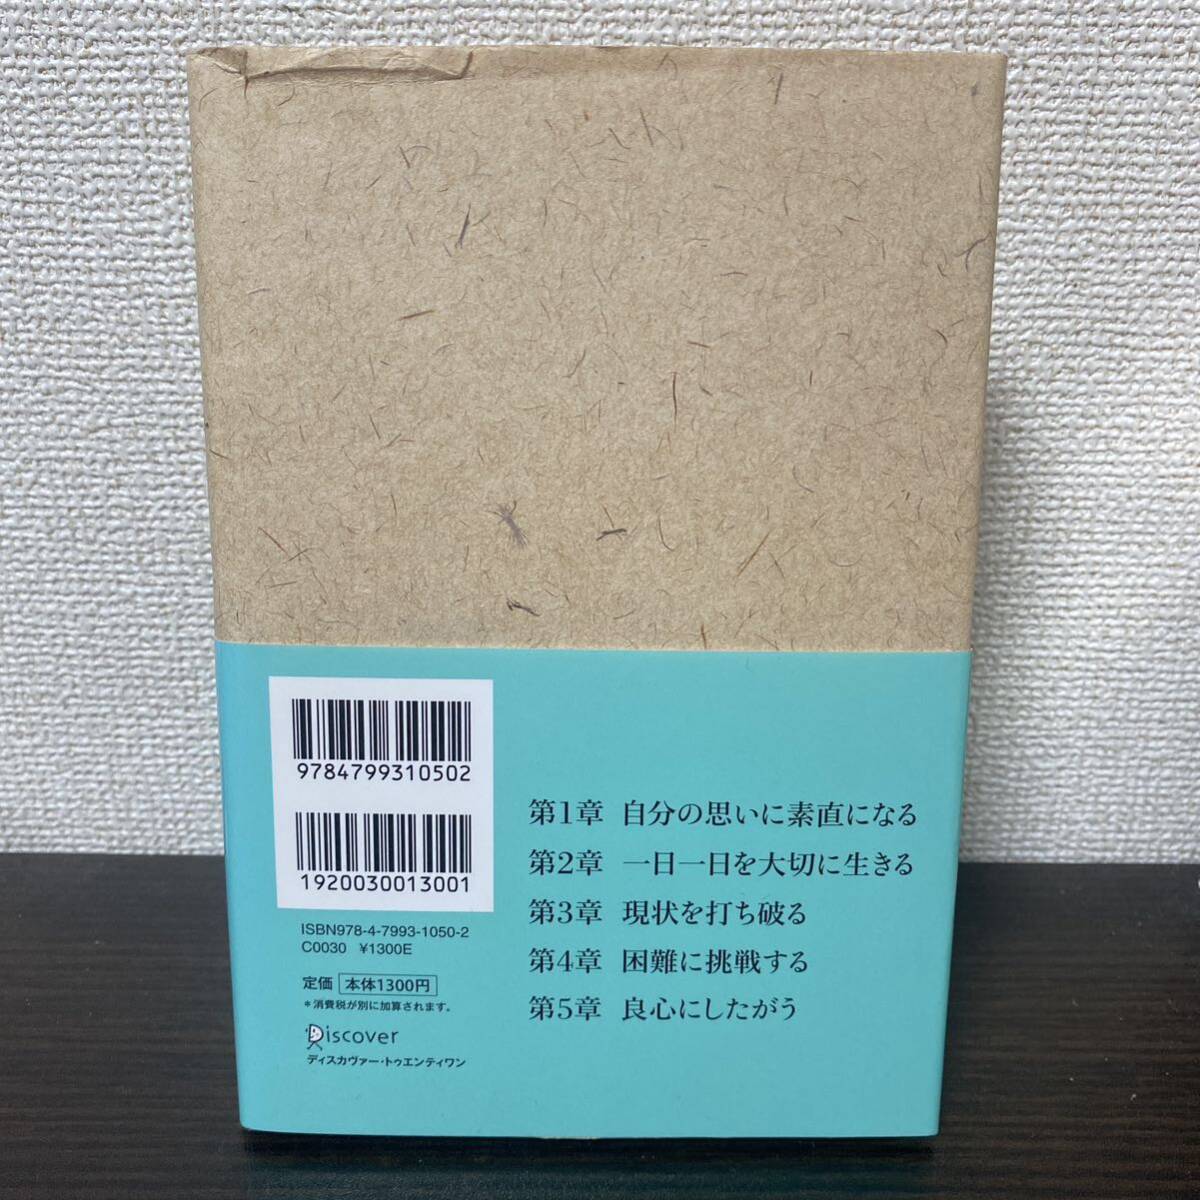 9784799310502
1920030013001
ISBN978-4-7993-1050-2
C0030 ¥1300E
定価 本体1300円
*消費税が別に加算されます。
Discover
ディスカヴァー・トゥエンティワン
第1章 自分の思いに素直になる
第2章 一日一日を大切に生きる
第3章 現状を打ち破る
第4章 困難に挑戦する
第5章 良心にしたがう